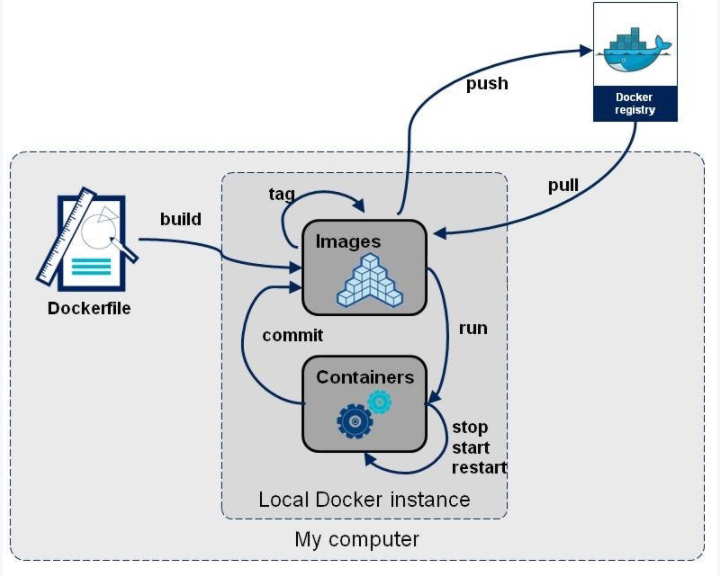 push
Docker
registry
pull
tag
build
Images
Dockerfile
commit
run
Containers
stop
start
restart
Local Docker instance
My computer